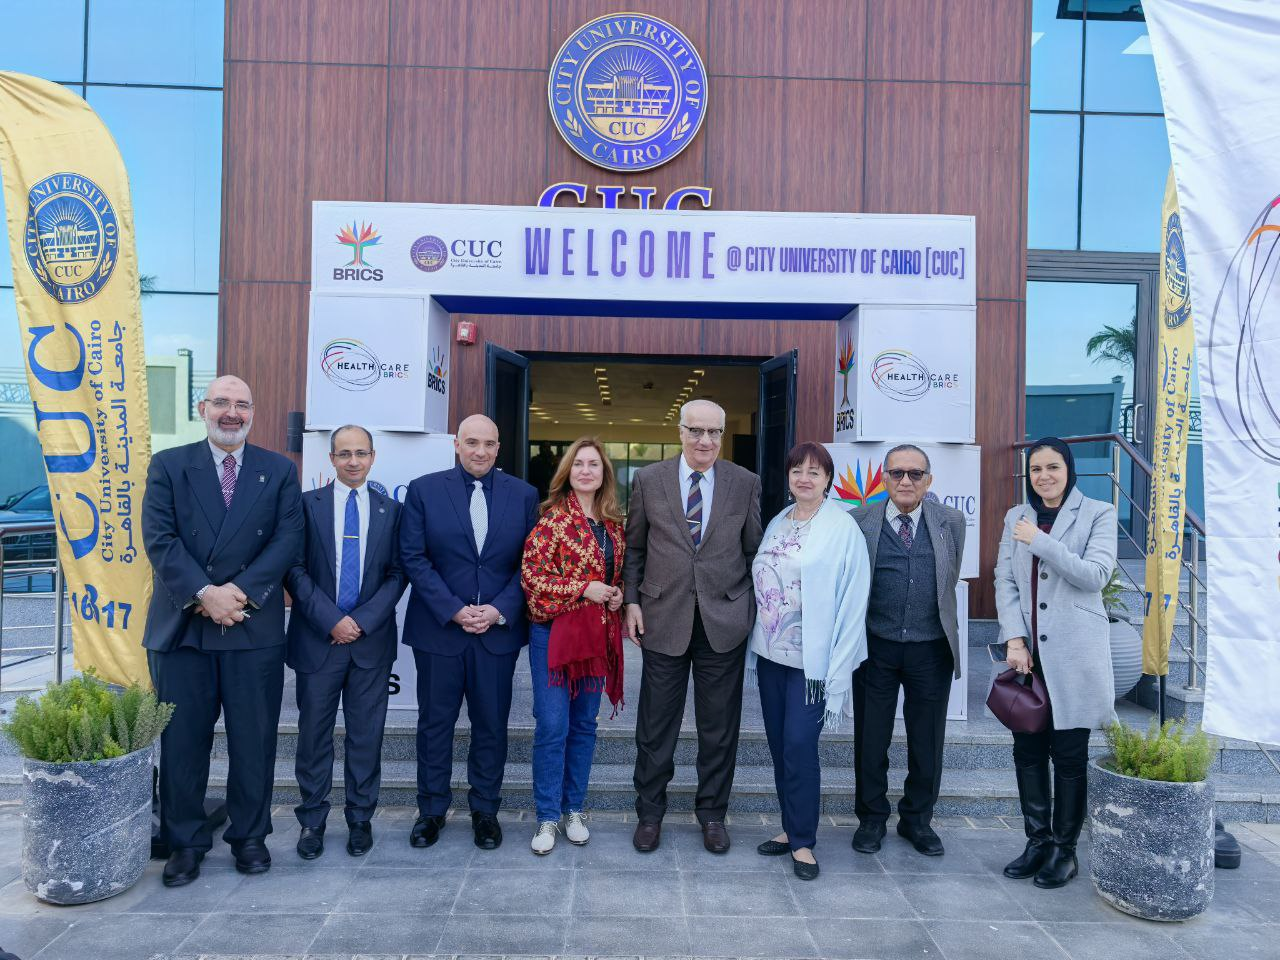 CITY UNIVERSITY OF
CUC
CAIRO
CUC
BRICS
CUC
City University of Cairo
جامعة المدينة بالقاهرة
WELCOME @ CITY UNIVERSITY OF CAIRO [CUC]
HEALTH CARE
BRICS
BRICS
BRICS
HEALTH CARE
BRICS
CUC
CITY UNIVERSITY OF
CUC
CAIRO
CUC
City University of Cairo
جامعة المدينة بالقاهرة